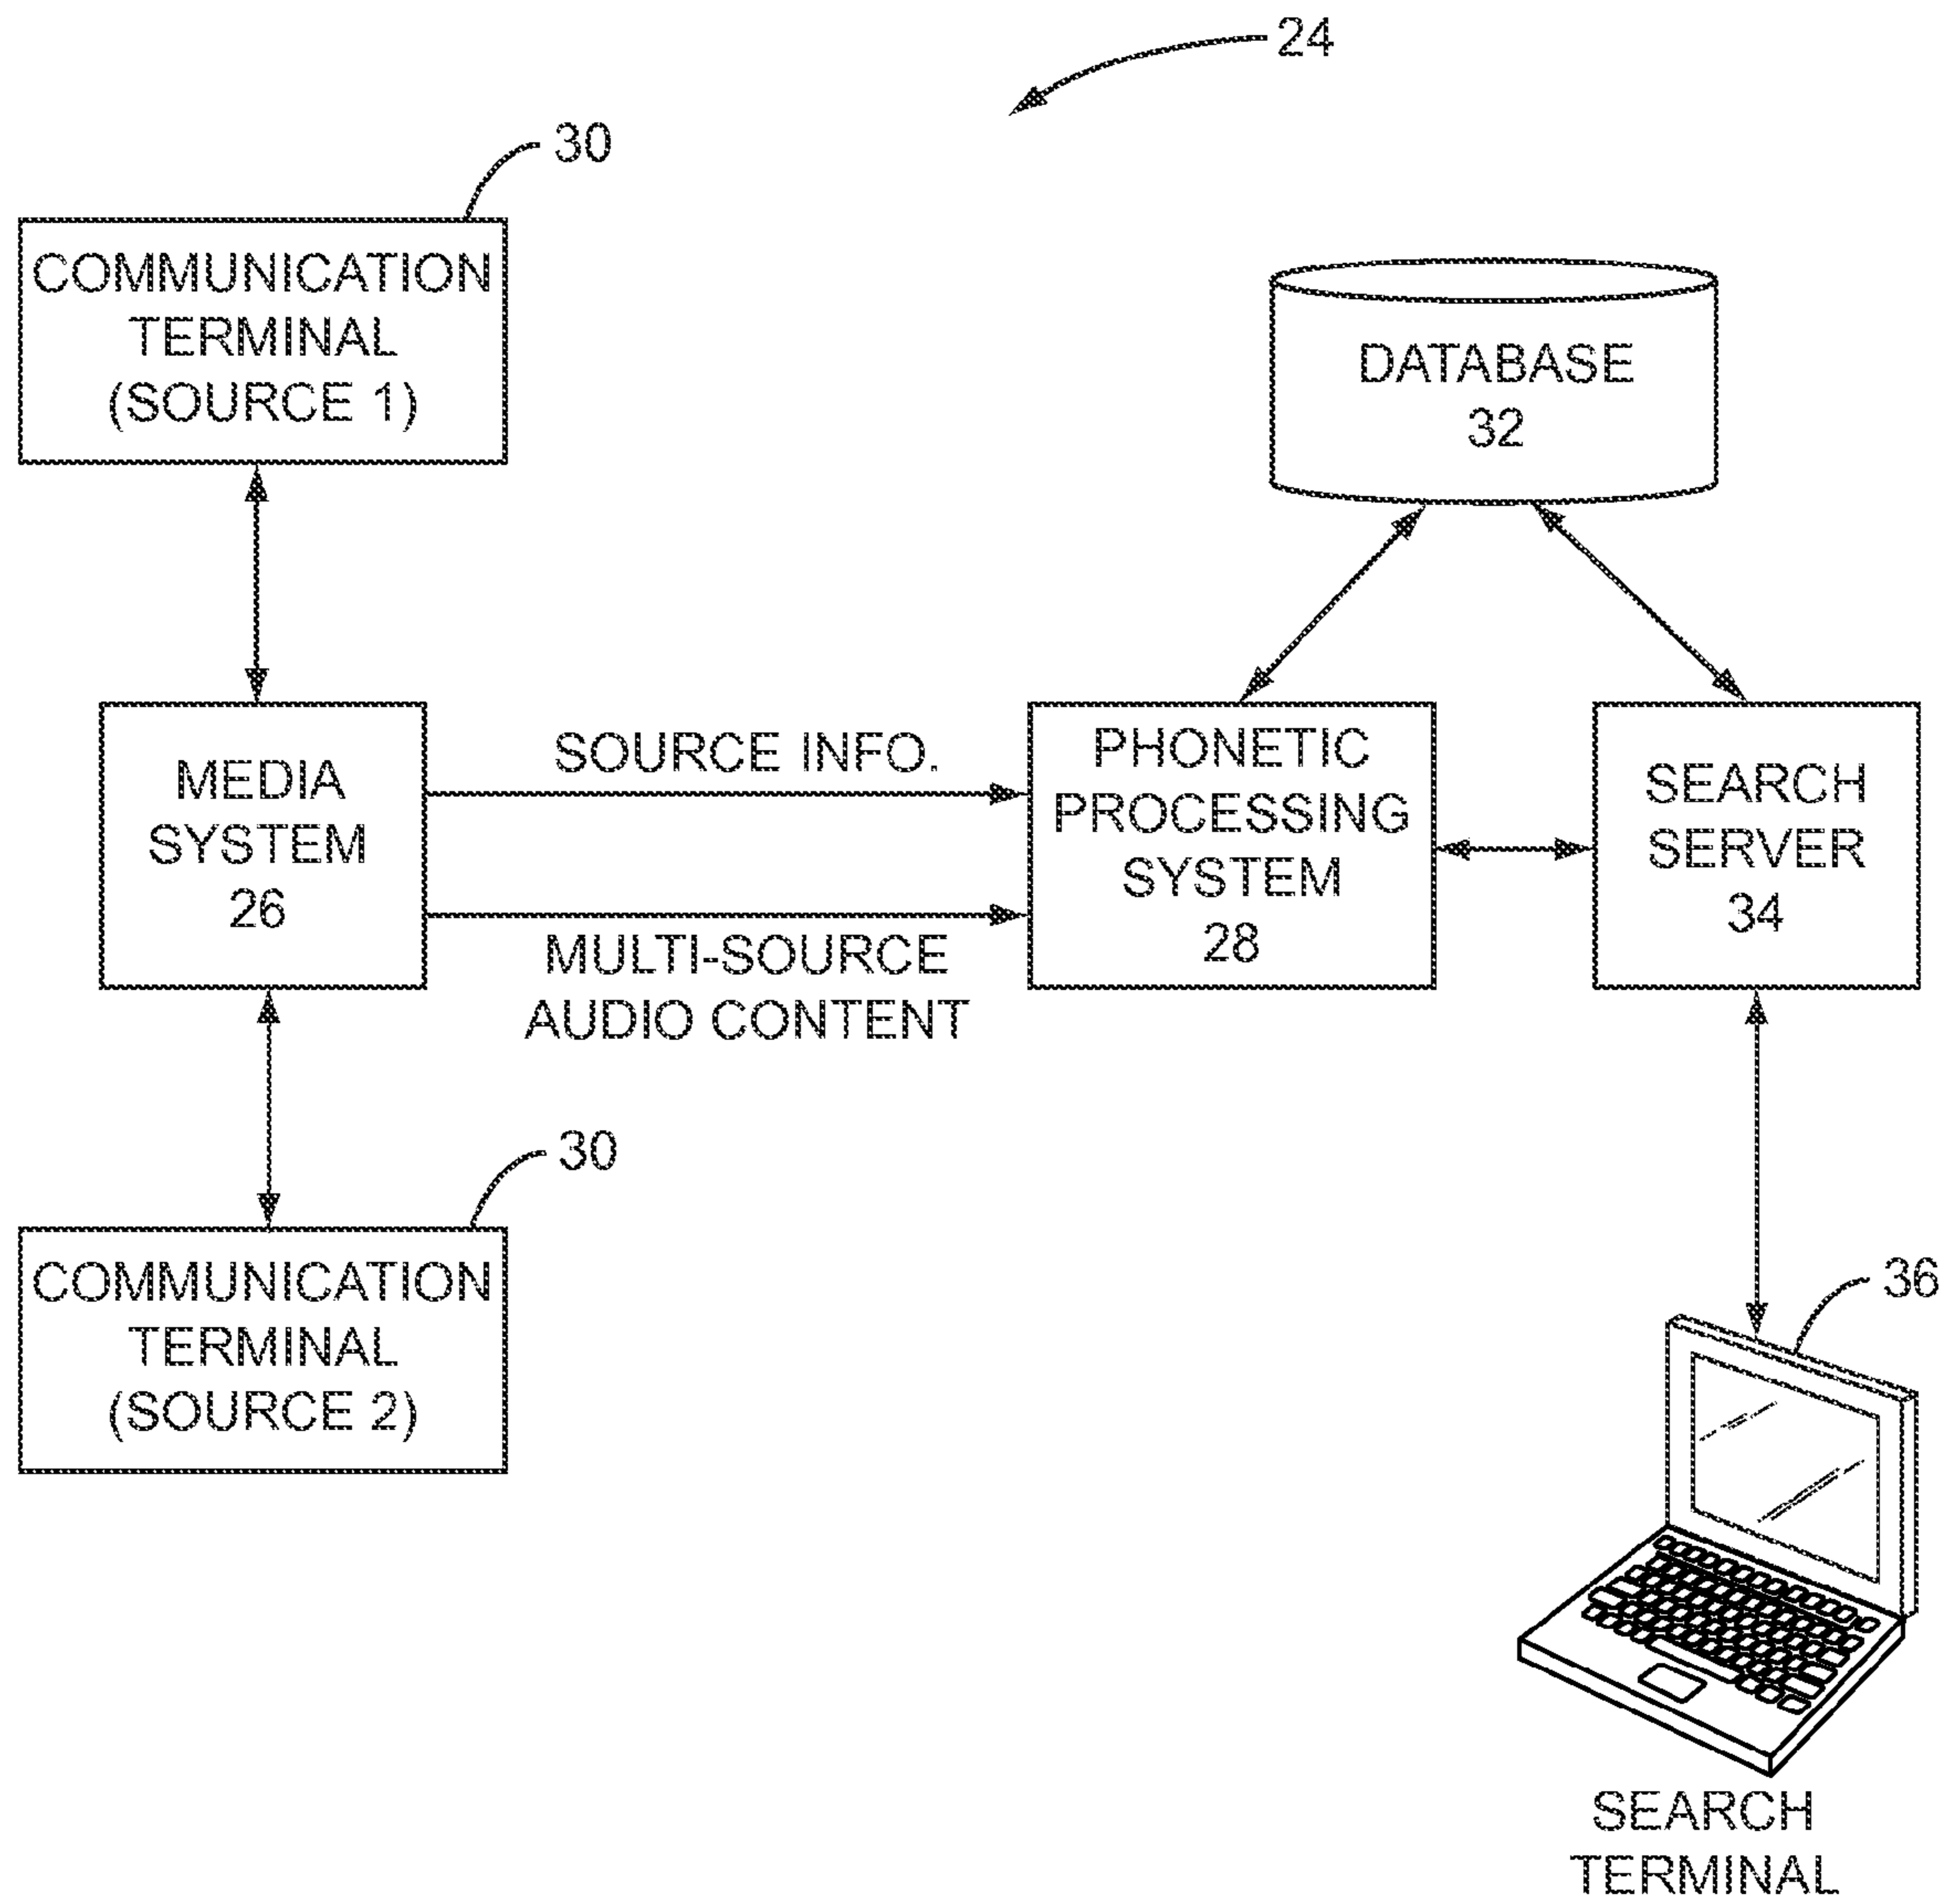 24
30
COMMUNICATION
TERMINAL
(SOURCE 1)
DATABASE
32
MEDIA
SYSTEM
26
SOURCE INFO.
MULTI-SOURCE
AUDIO CONTENT
PHONETIC
PROCESSING
SYSTEM
28
SEARCH
SERVER
34
30
COMMUNICATION
TERMINAL
(SOURCE 2)
36
SEARCH
TERMINAL